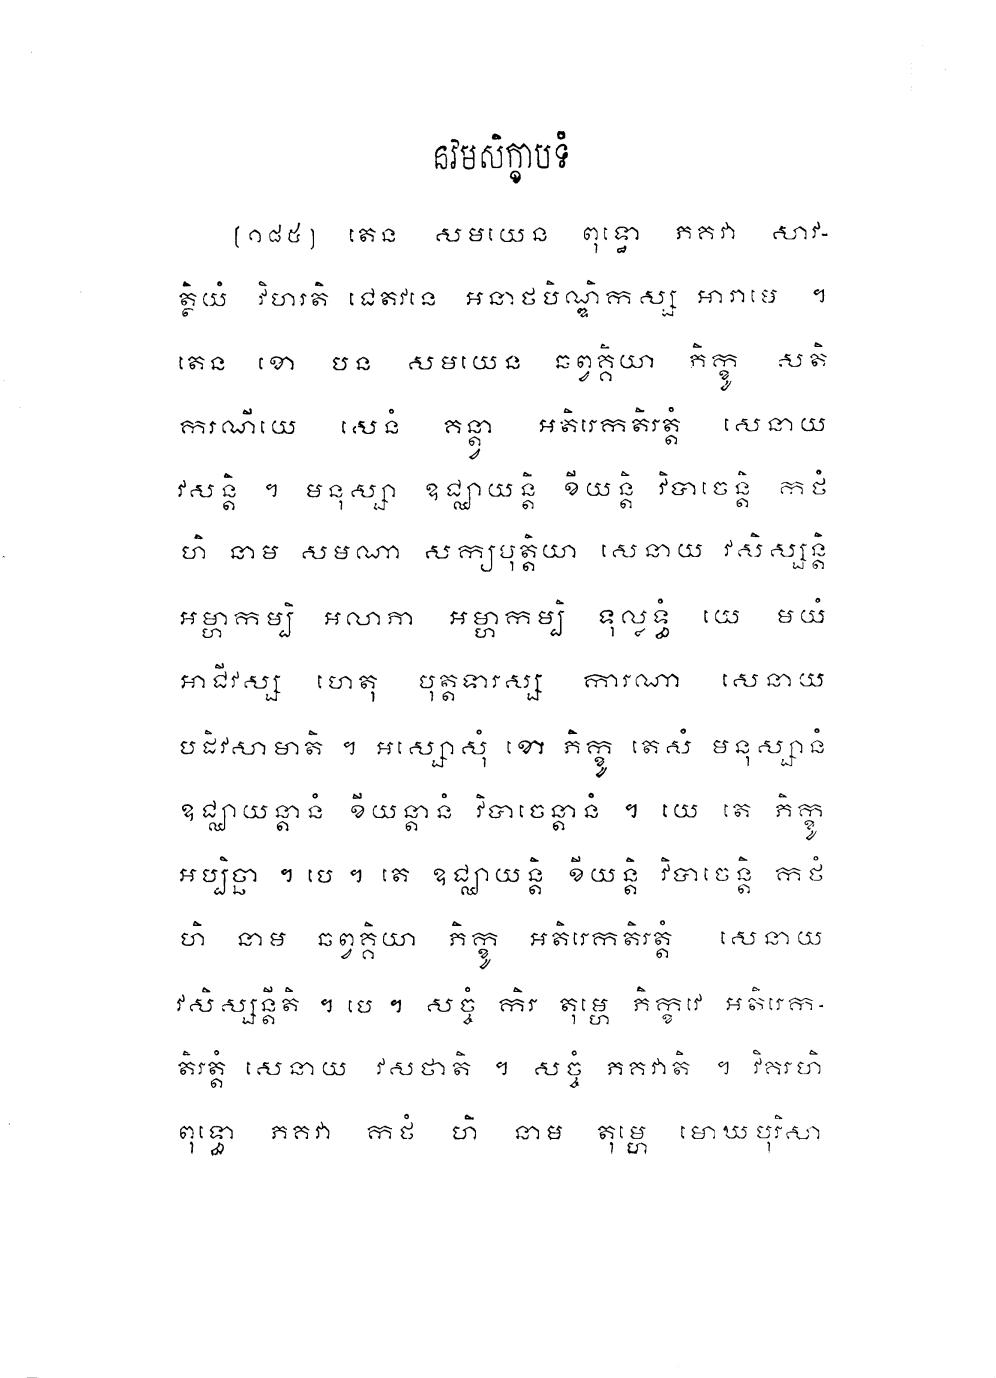 នវមសិក្ខាបទំ
(១៨៥) តេន សមយេន ពុទ្ធោ ភគវា សាវ-
ត្ថិយំ វិហរតិ ជេតវនេ អនាថបិណ្ឌិកស្ស អារាមេ ។
តេន ខោ បន សមយេន ឆព្វគ្គិយា ភិក្ខូ សតិ
ករណីយេ សេនំ គន្ត្វា អតិរេកតិរត្តំ សេនាយ
វសន្តិ ។ មនុស្សា ឧជ្ឈាយន្តិ ខីយន្តិ វិបាចេន្តិ កថំ
ហិ នាម សមណា សក្យបុត្តិយា សេនាយ វសិស្សន្តិ
អម្ហាកម្បិ អលាភា អម្ហាកម្បិ ទុល្លទ្ធំ យេ មយំ
អាជីវស្ស ហេតុ បុត្តទារស្ស ការណា សេនាយ
បដិវសាមាតិ ។ អស្សោសុំ ខោ ភិក្ខូ តេសំ មនុស្សានំ
ឧជ្ឈាយន្តានំ ខីយន្តានំ វិបាចេន្តានំ ។ យេ តេ ភិក្ខូ
អប្បិច្ឆា ។ បេ ។ តេ ឧជ្ឈាយន្តិ ខីយន្តិ វិបាចេន្តិ កថំ
ហិ នាម ឆព្វគ្គិយា ភិក្ខូ អតិរេកតិរត្តំ សេនាយ
វសិស្សន្តីតិ ។ បេ ។ សច្ចំ កិរ តុម្ហេ ភិក្ខវេ អតិរេក-
តិរត្តំ សេនាយ វសថាតិ ។ សច្ចំ ភគវាតិ ។ វិគរហិ
ពុទ្ធោ ភគវា កថំ ហិ នាម តុម្ហេ មោឃបុរិសា